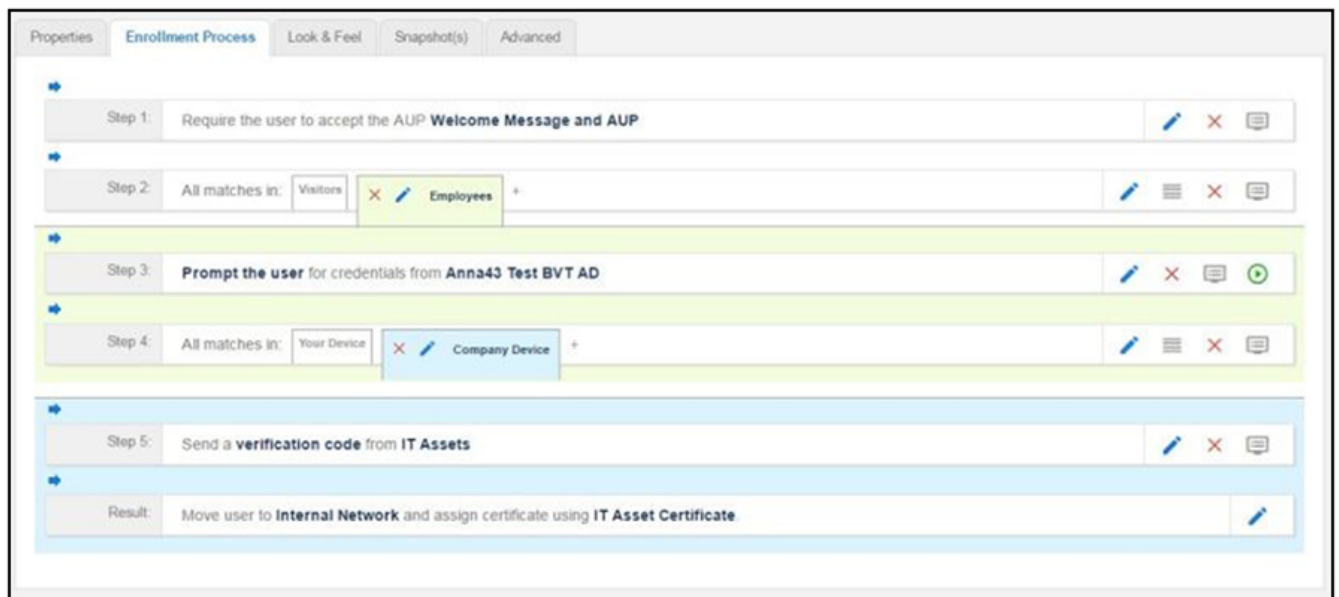 Properties Enrollment Process Look & Feel Snapshot(s) Advanced
Step 1: Require the user to accept the AUP Welcome Message and AUP
Step 2: All matches in: Visitors Employees +
Step 3: Prompt the user for credentials from Anna43 Test BVT AD
Step 4: All matches in: Your Device Company Device +
Step 5: Send a verification code from IT Assets
Result: Move user to Internal Network and assign certificate using IT Asset Certificate.